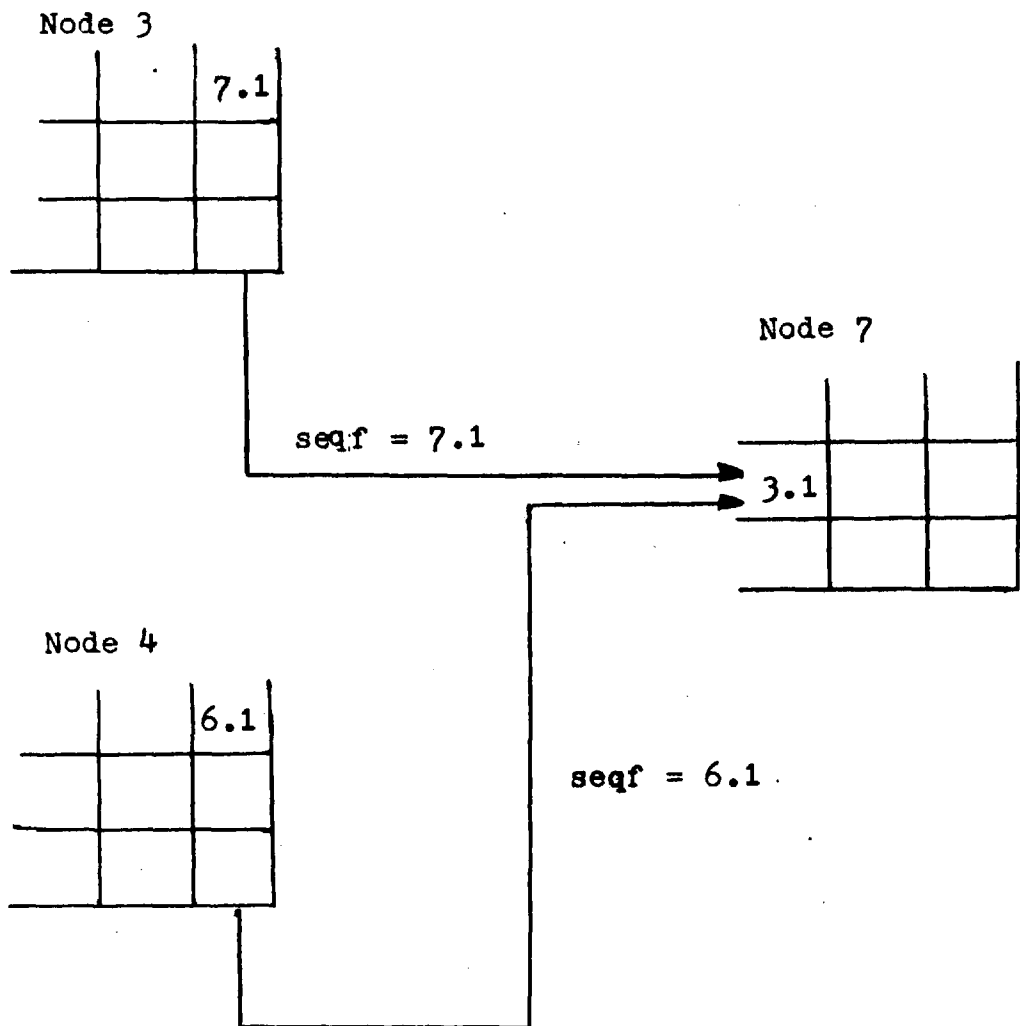 Node 3
7.1
Node 7
seqf = 7.1
3.1
Node 4
6.1
seqf = 6.1